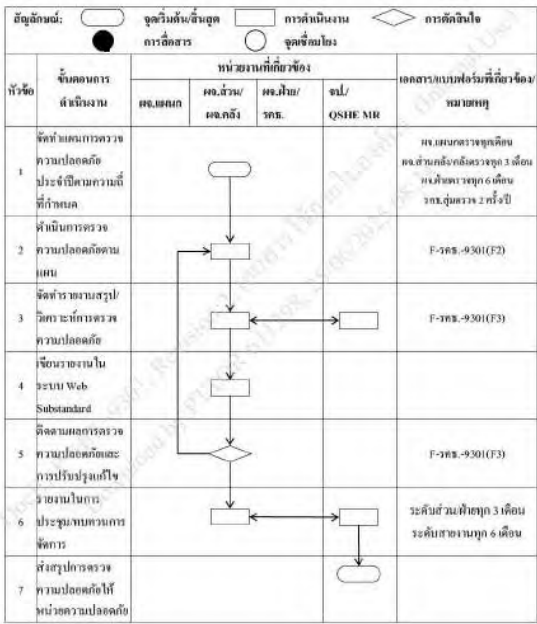 สัญลักษณ์: จุดเริ่มต้น/สิ้นสุด การดำเนินงาน การตัดสินใจ
การสื่อสาร จุดเชื่อมโยง
หัวข้อ
ขั้นตอนการ
ดำเนินงาน
หน่วยงานที่เกี่ยวข้อง
ผจ.แผนก
ผจ.ส่วน/
ผจ.คลัง
ผจ.ฝ่าย/
รคธ.
จป./
QSHE MR
เอกสาร/แบบฟอร์มที่เกี่ยวข้อง/
หมายเหตุ
1
จัดทำแผนการตรวจ
ความปลอดภัย
ประจำปีตามความถี่
ที่กำหนด
ผจ.แผนกตรวจทุกเดือน
ผจ.ส่วนคลัง/กลังตรวจทุก 3 เดือน
ผจ.ฝ่ายตรวจทุก 6 เดือน
รกธ.สุ่มตรวจ 2 ครั้ง/ปี
2
ดำเนินการตรวจ
ความปลอดภัยตาม
แผน
F-รคธ.-9301(F2)
3
จัดทำรายงานสรุป/
วิเคราะห์การตรวจ
ความปลอดภัย
F-รคธ.-9301(F3)
4
เขียนรายงานใน
ระบบ Web
Substandard
5
ติดตามผลการตรวจ
ความปลอดภัยและ
การปรับปรุงแก้ไข
F-รคธ.-9301(F3)
6
รายงานในการ
ประชุม/ทบทวนการ
จัดการ
ระดับส่วน/ฝ่ายทุก 3 เดือน
ระดับสายงานทุก 6 เดือน
7
ส่งสรุปการตรวจ
ความปลอดภัยให้
หน่วยความปลอดภัย